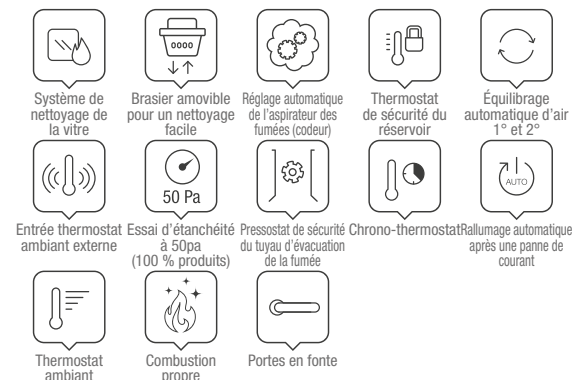 Système de
nettoyage de
la vitre
Brasier amovible
pour un nettoyage
facile
Réglage automatique
de l'aspirateur des
fumées (codeur)
Thermostat
de sécurité du
réservoir
Équilibrage
automatique d'air
1° et 2°
Entrée thermostat
ambiant externe
50 Pa
Essai d'étanchéité
à 50pa
(100 % produits)
Pressostat de sécurité
du tuyau d'évacuation
de la fumée
Chrono-thermostat
AUTO
Rallumage automatique
après une panne de
courant
Thermostat
ambiant
Combustion
propre
Portes en fonte